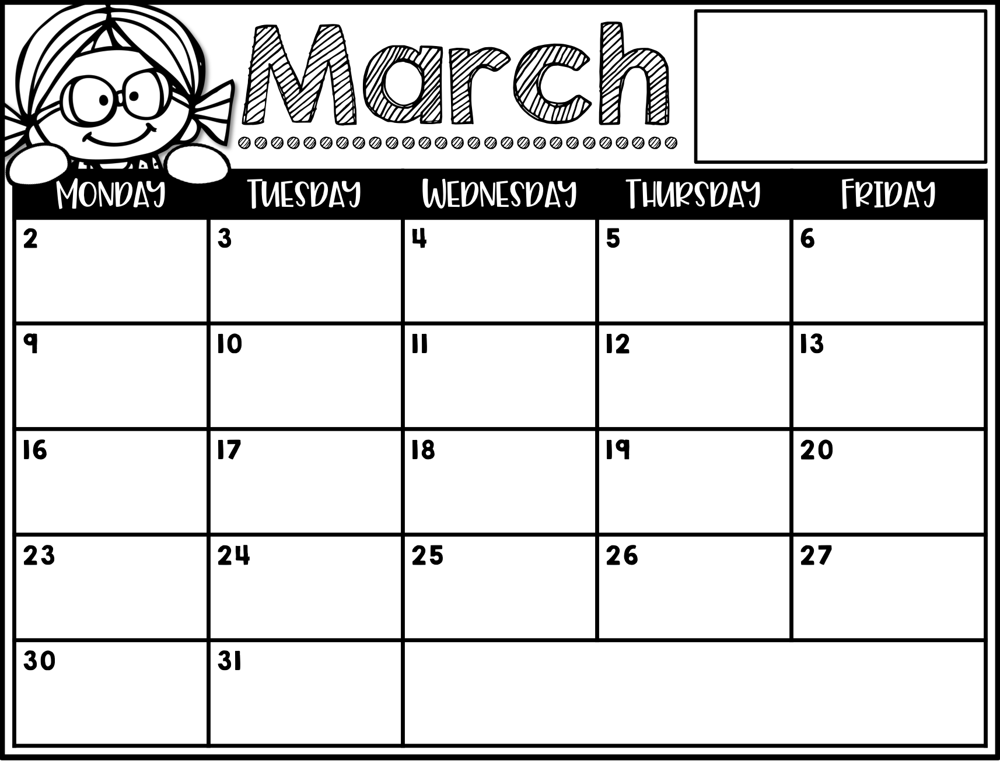 March
MONDAY TUESDAY WEDNESDAY THURSDAY FRIDAY
2 3 4 5 6
9 10 11 12 13
16 17 18 19 20
23 24 25 26 27
30 31